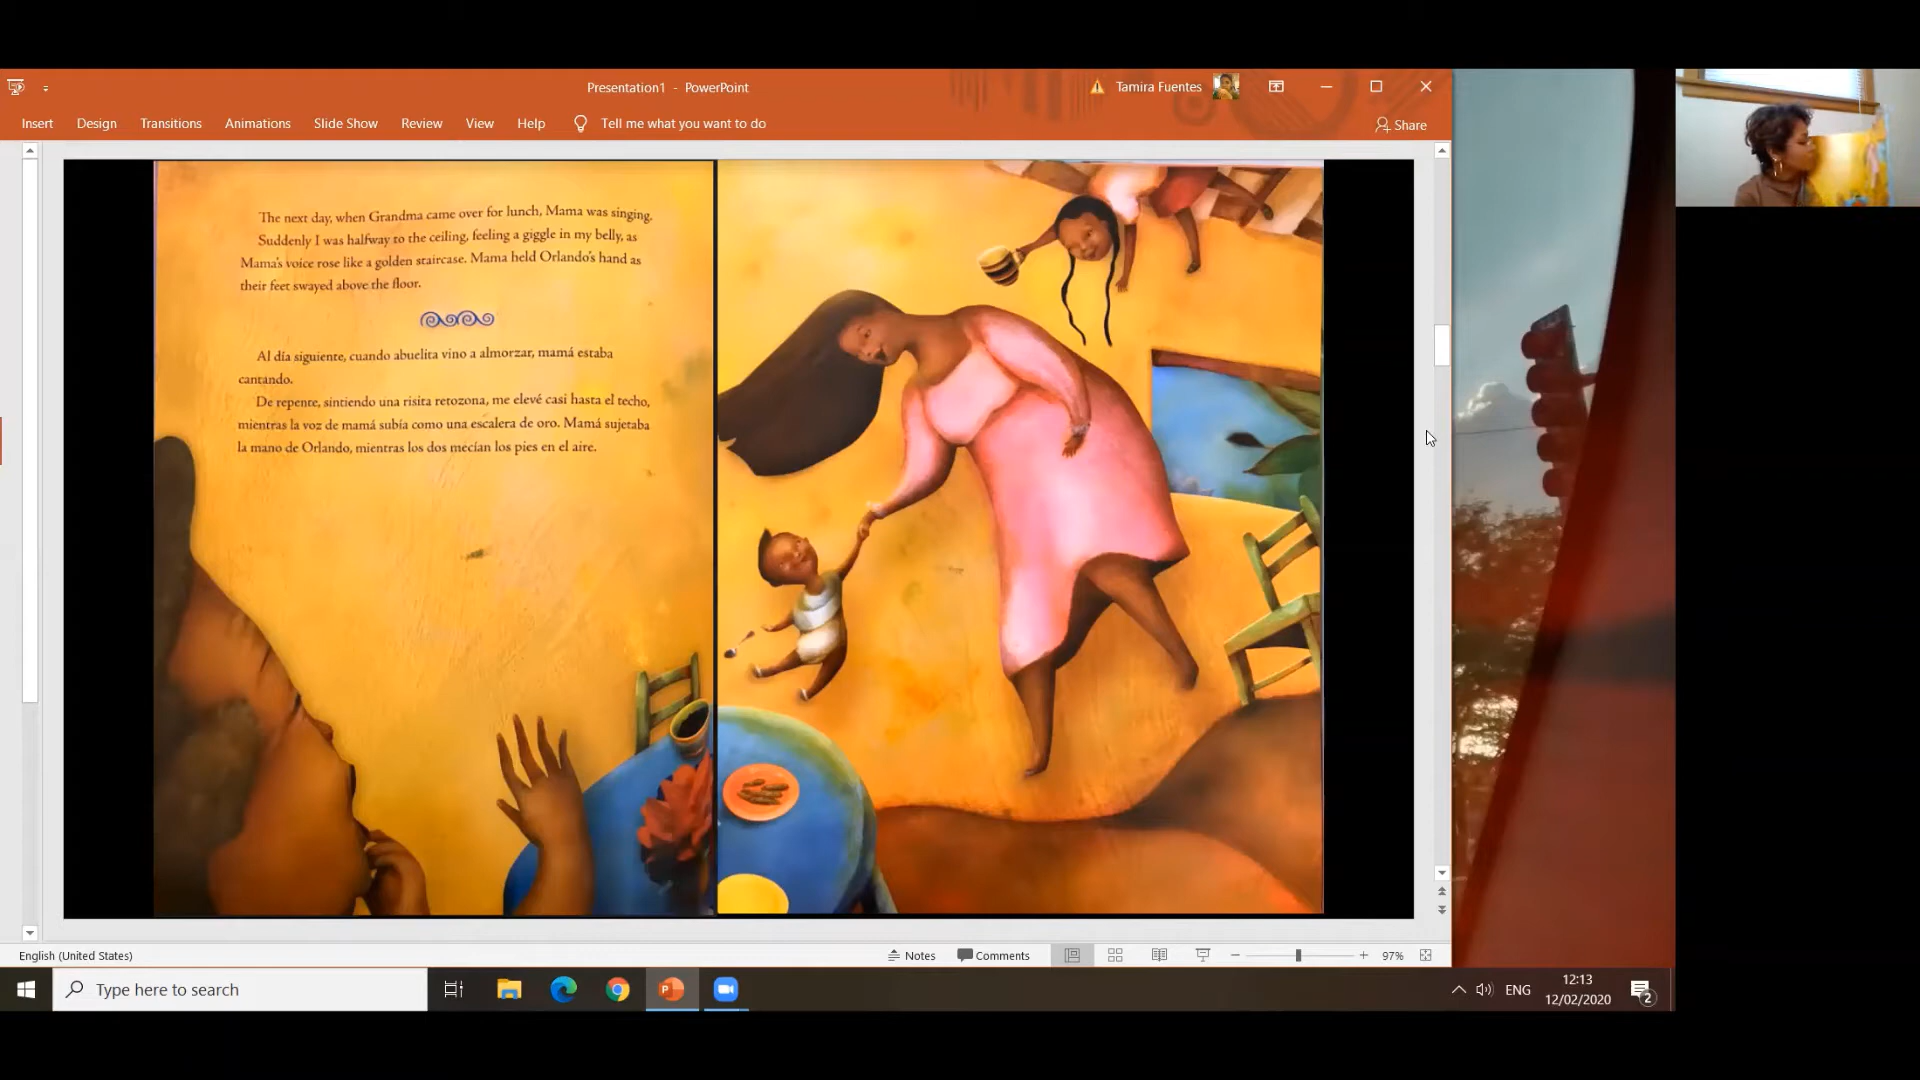 Presentation1 - PowerPoint
Tamira Fuentes
Insert Design Transitions Animations Slide Show Review View Help Tell me what you want to do
Share
The next day, when Grandma came over for lunch, Mama was singing.
Suddenly I was halfway to the ceiling, feeling a giggle in my belly, as
Mama's voice rose like a golden staircase. Mama held Orlando's hand as
their feet swayed above the floor.
Al día siguiente, cuando abuelita vino a almorzar, mamá estaba
cantando.
De repente, sintiendo una risita retozona, me elevé casi hasta el techo,
mientras la voz de mamá subía como una escalera de oro. Mamá sujetaba
la mano de Orlando, mientras los dos mecían los pies en el aire.
English (United States)
Notes Comments 97%
Type here to search
ENG
12:13
12/02/2020
2